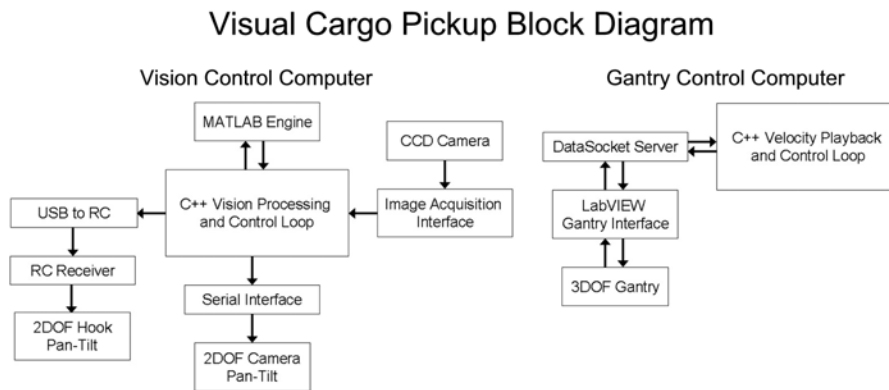 Visual Cargo Pickup Block Diagram
Vision Control Computer
Gantry Control Computer
MATLAB Engine
CCD Camera
C++ Vision Processing
and Control Loop
Image Acquisition
Interface
USB to RC
RC Receiver
2DOF Hook
Pan-Tilt
Serial Interface
2DOF Camera
Pan-Tilt
DataSocket Server
C++ Velocity Playback
and Control Loop
LabVIEW
Gantry Interface
3DOF Gantry